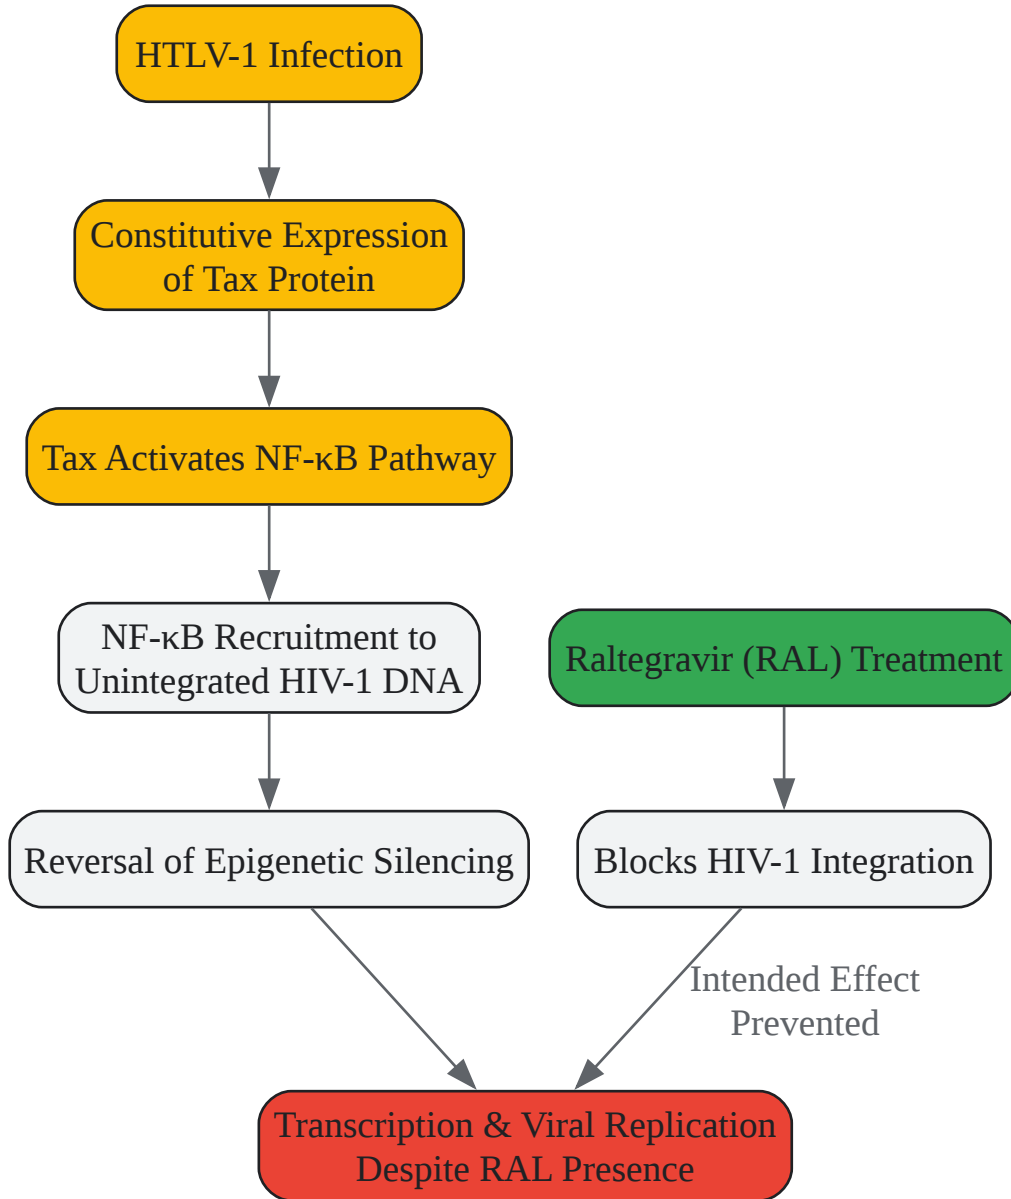 HTLV-1 Infection
Constitutive Expression
of Tax Protein
Tax Activates NF-κB Pathway
NF-κB Recruitment to
Unintegrated HIV-1 DNA
Raltegravir (RAL) Treatment
Reversal of Epigenetic Silencing
Blocks HIV-1 Integration
Intended Effect
Prevented
Transcription & Viral Replication
Despite RAL Presence